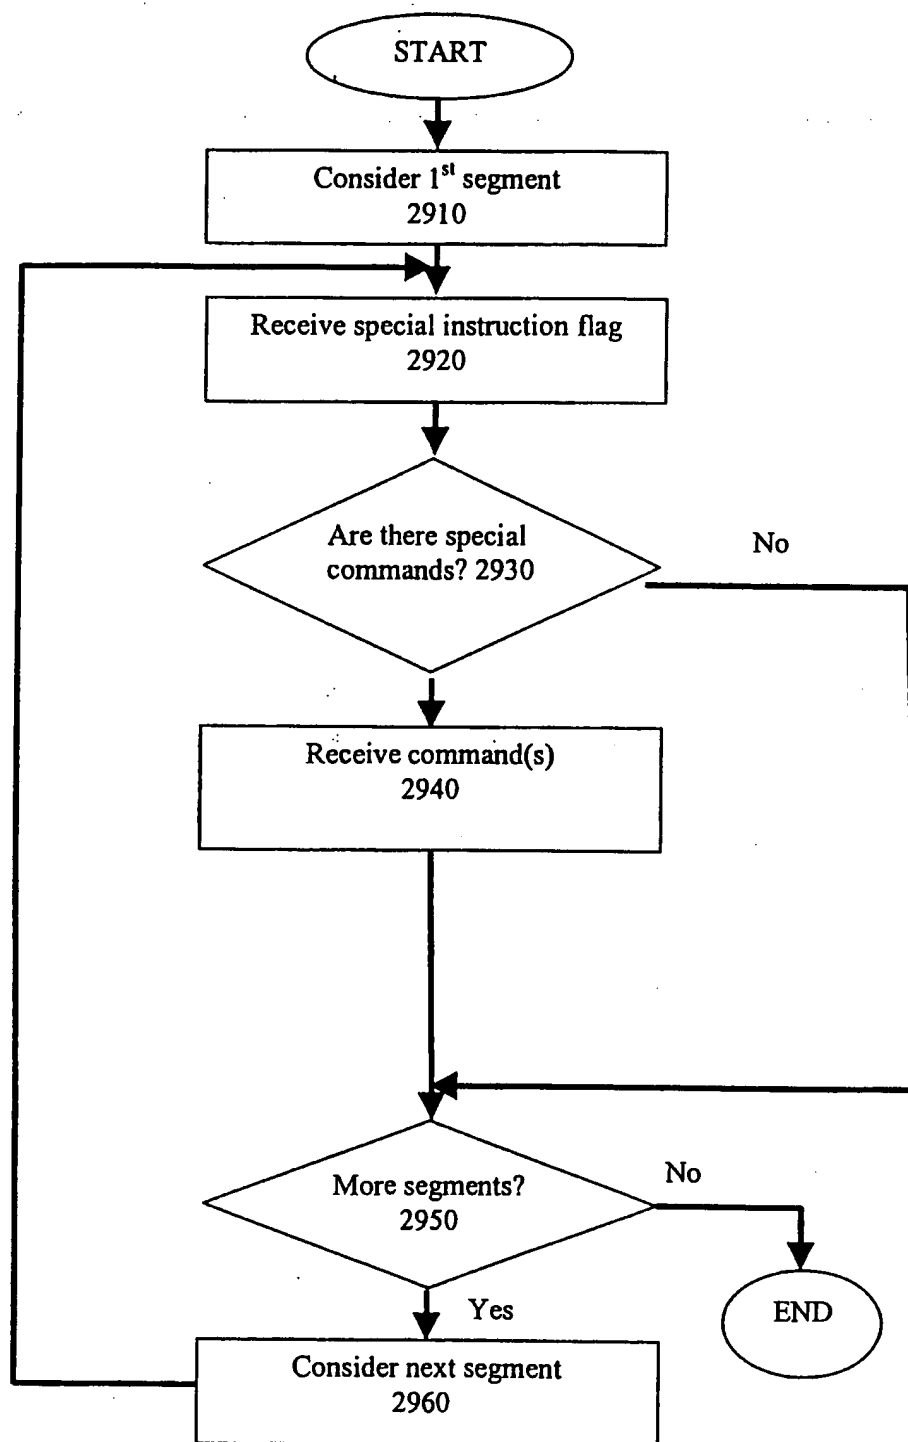 START
Consider 1st segment
2910
Receive special instruction flag
2920
Are there special
commands? 2930
No
Receive command(s)
2940
More segments?
2950
No
Yes
END
Consider next segment
2960